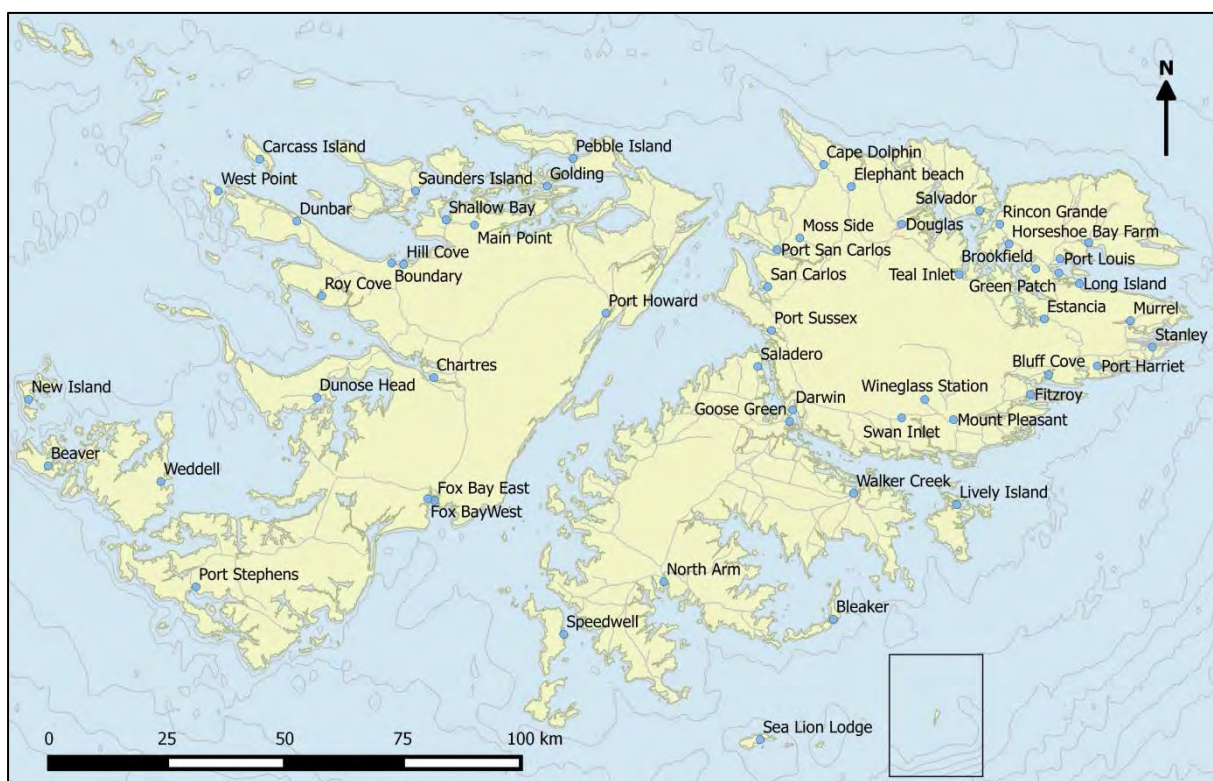 N
Carcass Island
Pebble Island
Cape Dolphin
West Point
Saunders Island
Golding
Elephant beach
Dunbar
Shallow Bay
Salvador
Rincon Grande
Main Point
Moss Side
Douglas
Horseshoe Bay Farm
Hill Cove
Port San Carlos
Brookfield
Port Louis
Boundary
San Carlos
Teal Inlet
Green Patch
Long Island
Roy Cove
Port Howard
Estancia
Murrel
Port Sussex
Stanley
Saladero
Bluff Cove
Port Harriet
Chartres
New Island
Dunose Head
Wineglass Station
Fitzroy
Darwin
Goose Green
Swan Inlet
Mount Pleasant
Beaver
Weddell
Fox Bay East
Walker Creek
Lively Island
Fox BayWest
Port Stephens
North Arm
Bleaker
Speedwell
Sea Lion Lodge
0 25 50 75 100 km